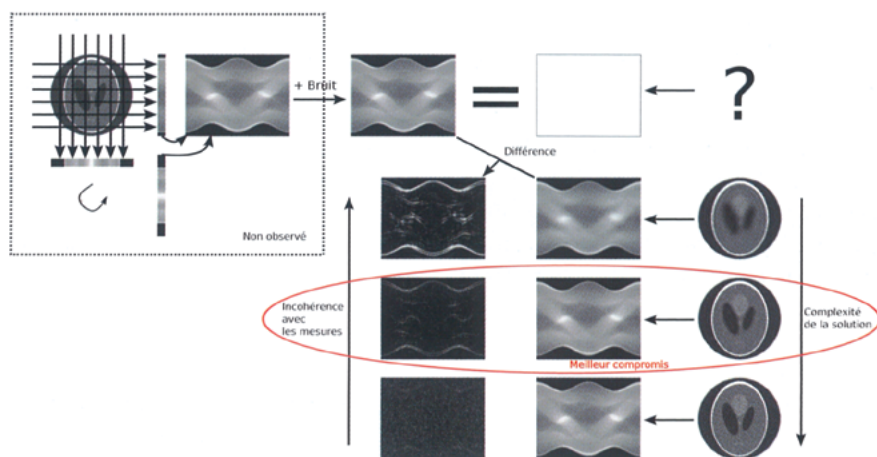 + Bruit
=
?
Différence
Non observé
Incohérence
avec
les mesures
Complexité
de la solution
Meilleur compromis